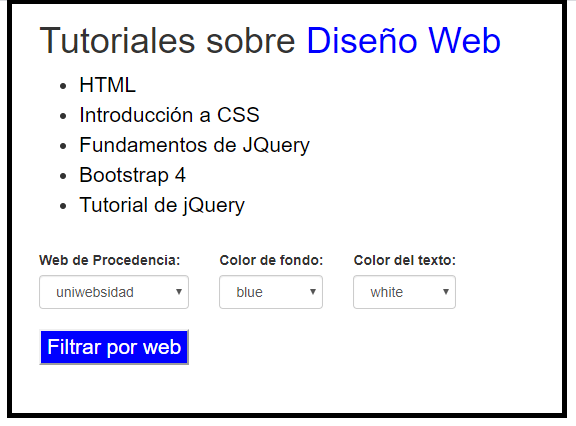 Tutoriales sobre Diseño Web
HTML
Introducción a CSS
Fundamentos de JQuery
Bootstrap 4
Tutorial de jQuery
Web de Procedencia: Color de fondo: Color del texto:
uniwebsidad blue white
Filtrar por web